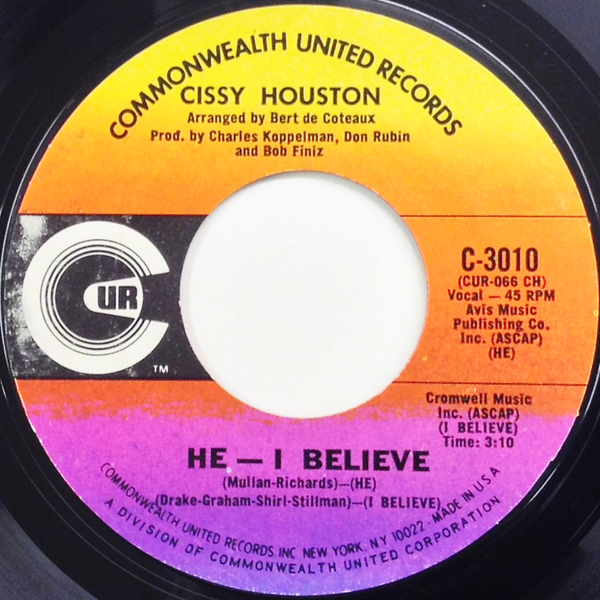 COMMONWEALTH UNITED RECORDS
CISSY HOUSTON
Arranged by Bert de Coteaux
Prod. by Charles Koppelman, Don Rubin
and Bob Finiz
C-3010
(CUR-066 CH)
Vocal — 45 RPM
Avis Music
Publishing Co.
Inc. (ASCAP)
(HE)
CUR
TM
Cromwell Music
Inc. (ASCAP)
(I BELIEVE)
Time: 3:10
HE — I BELIEVE
(Mullan-Richards)—(HE)
(Drake-Graham-Shirl-Stillman)—(I BELIEVE)
COMMONWEALTH UNITED RECORDS, INC. NEW YORK, N.Y. 10022 - MADE IN U.S.A
A DIVISION OF COMMONWEALTH UNITED CORPORATION